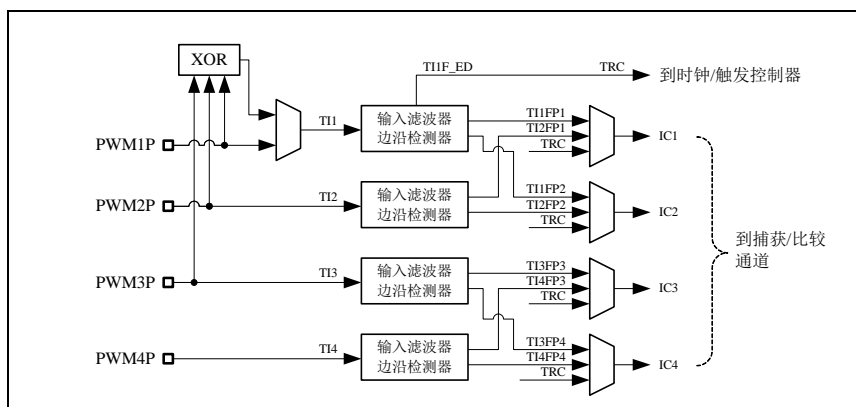 XOR
TI1F_ED
TRC
到时钟/触发控制器
PWM1P
TI1
输入滤波器
边沿检测器
TI1FP1
TI2FP1
TRC
IC1
PWM2P
TI2
输入滤波器
边沿检测器
TI1FP2
TI2FP2
TRC
IC2
到捕获/比较
通道
PWM3P
TI3
输入滤波器
边沿检测器
TI3FP3
TI4FP3
TRC
IC3
PWM4P
TI4
输入滤波器
边沿检测器
TI3FP4
TI4FP4
TRC
IC4